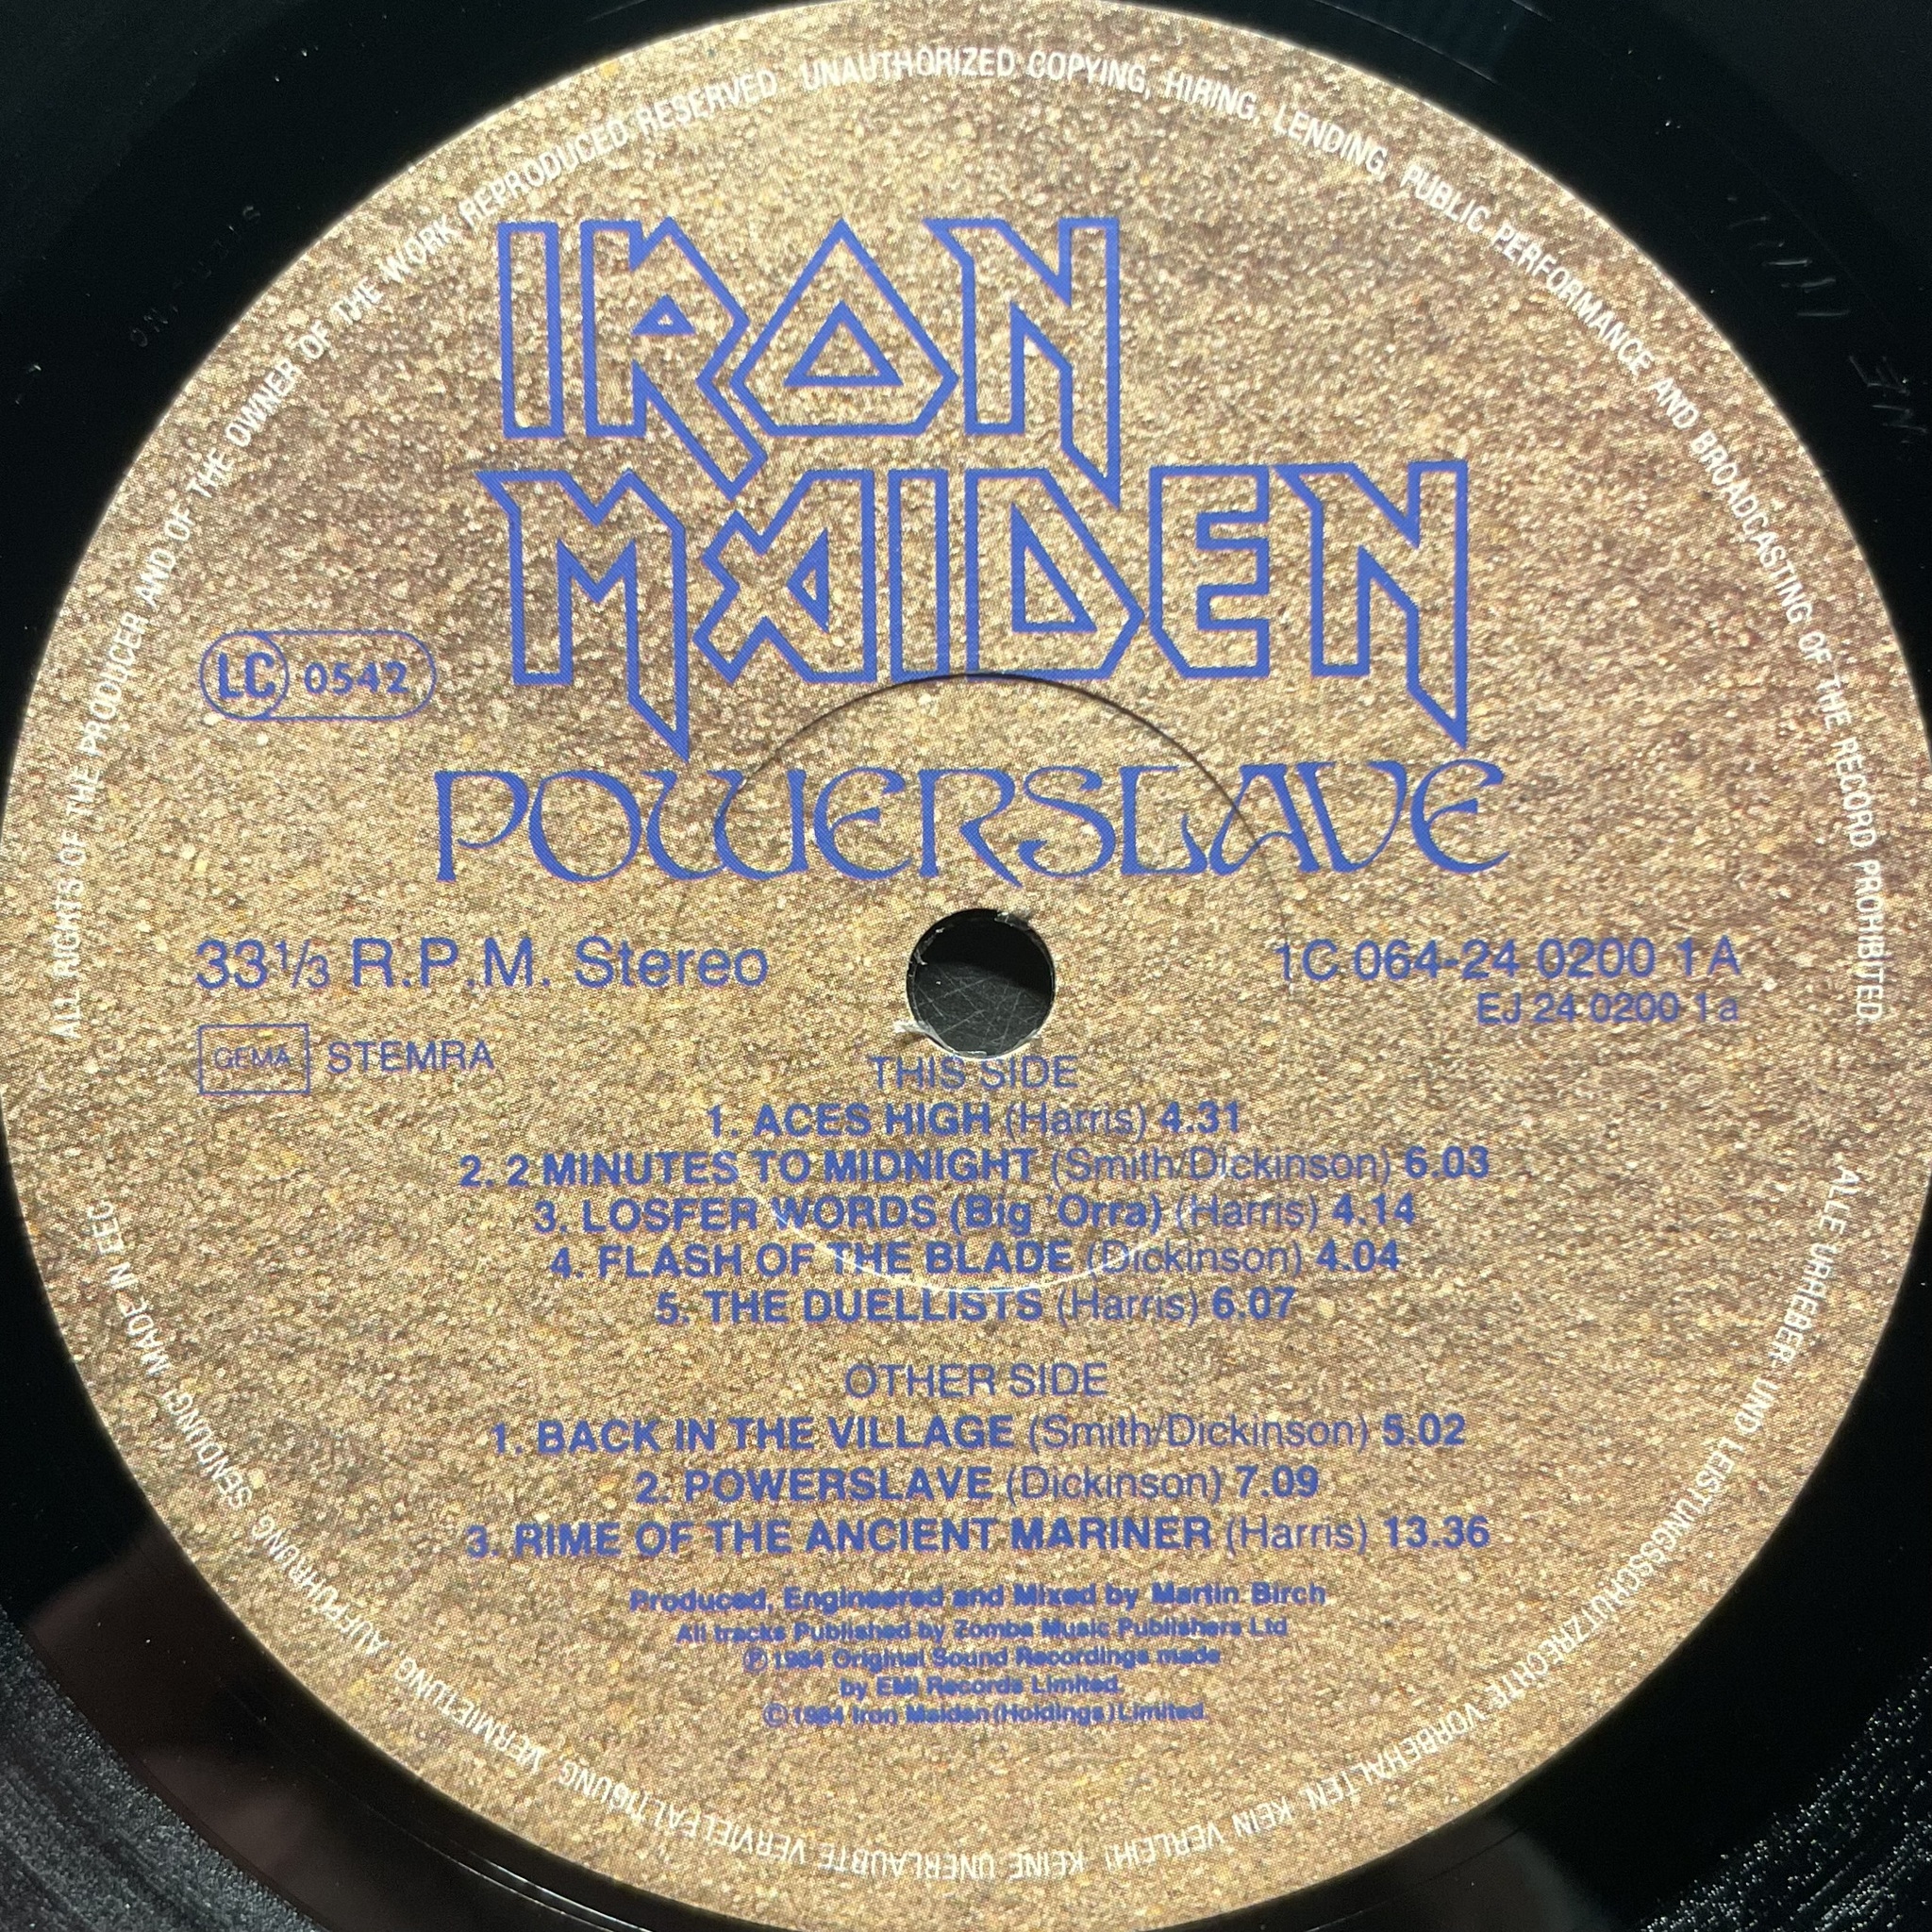 ALL RIGHTS OF THE PRODUCER AND OF THE OWNER OF THE WORK REPRODUCED RESERVED UNAUTHORIZED COPYING, HIRING, LENDING, PUBLIC PERFORMANCE AND BROADCASTING OF THE RECORD PROHIBITED.
IRON
MAIDEN
LC 0542
POWERSLAVE
33 1/3 R.P.M. Stereo
1C 064-24 0200 1 A
EJ 24 0200 1 a
GEMA STEMRA
THIS SIDE
1. ACES HIGH (Harris) 4.31
2. 2 MINUTES TO MIDNIGHT (Smith/Dickinson) 6.03
3. LOSFER WORDS (Big 'Orra) (Harris) 4.14
4. FLASH OF THE BLADE (Dickinson) 4.04
5. THE DUELLISTS (Harris) 6.07
OTHER SIDE
1. BACK IN THE VILLAGE (Smith/Dickinson) 5.02
2. POWERSLAVE (Dickinson) 7.09
3. RIME OF THE ANCIENT MARINER (Harris) 13.36
Produced, Engineered and Mixed by Martin Birch
All tracks Published by Zomba Music Publishers Ltd
℗ 1984 Original Sound Recordings made
by EMI Records Limited.
© 1984 Iron Maiden (Holdings) Limited.
ALLE URHEBER- UND LEISTUNGSSCHUTZRECHTE VORBEHALTEN. KEIN VERLEIH! KEINE UNERLAUBTE VERVIELFÄLTIGUNG, VERMIETUNG, AUFFÜHRUNG, SENDUNG! MADE IN EEC